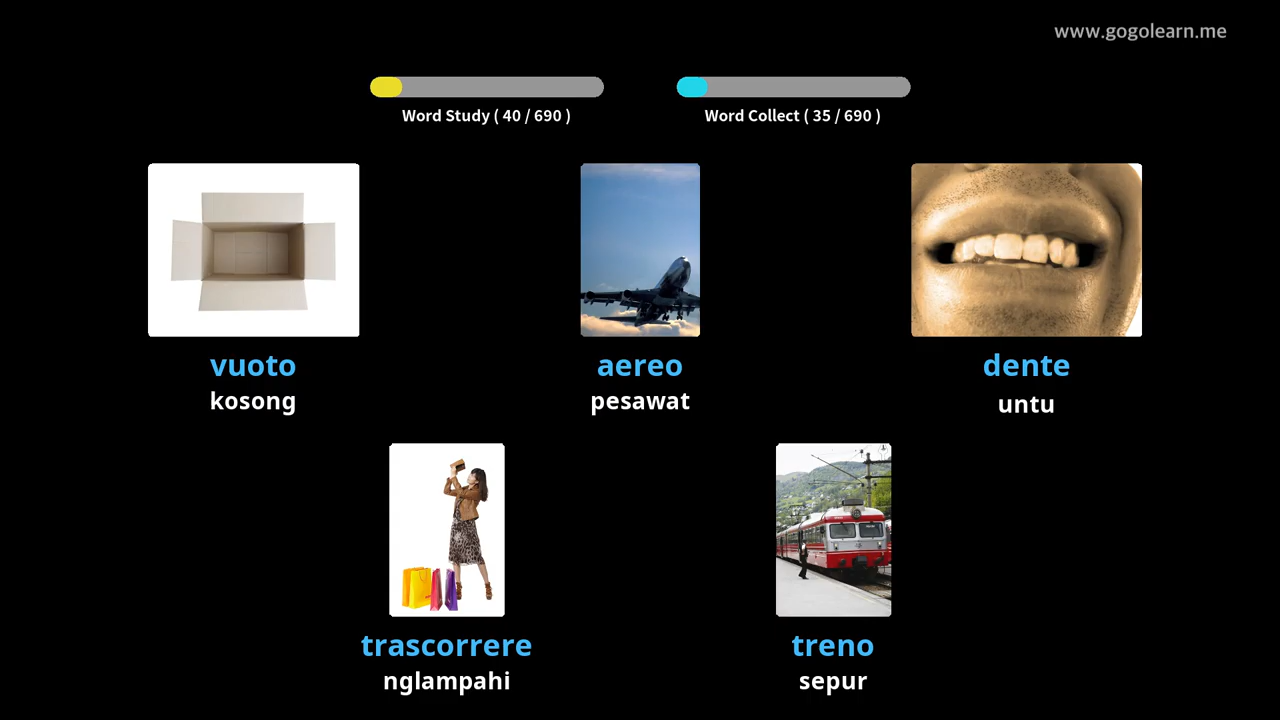 www.gogolearn.me
Word Study ( 40 / 690 )
Word Collect ( 35 / 690 )
vuoto
kosong
aereo
pesawat
dente
untu
trascorrere
nglampahi
treno
sepur